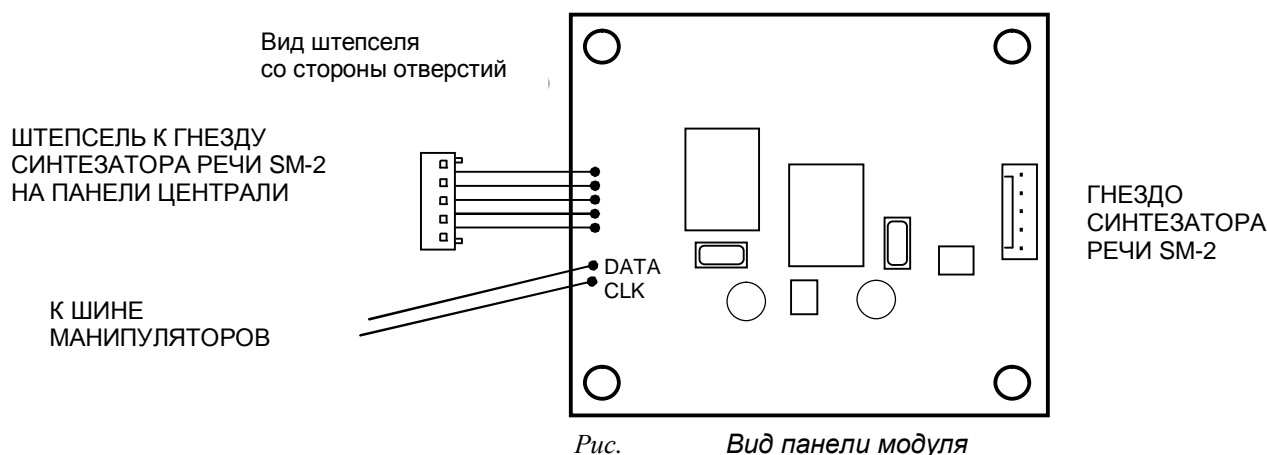 Вид штепселя
со стороны отверстий
ШТЕПСЕЛЬ К ГНЕЗДУ
СИНТЕЗАТОРА РЕЧИ SM-2
НА ПАНЕЛИ ЦЕНТРАЛИ
ГНЕЗДО
СИНТЕЗАТОРА
РЕЧИ SM-2
DATA
CLK
К ШИНЕ
МАНИПУЛЯТОРОВ
Рис. Вид панели модуля